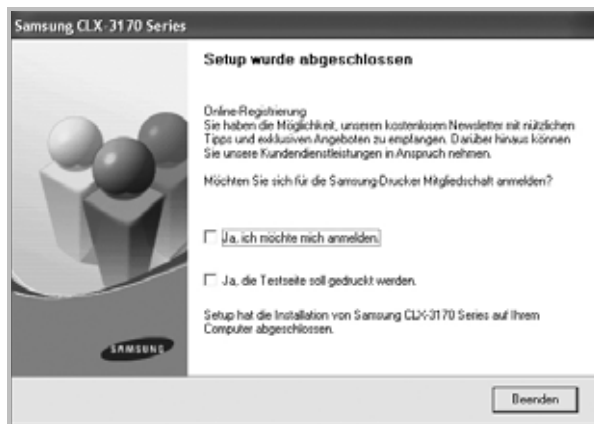 Samsung CLX-3170 Series
Setup wurde abgeschlossen
Online-Registrierung
Sie haben die Möglichkeit, unseren kostenlosen Newsletter mit nützlichen
Tipps und exklusiven Angeboten zu empfangen. Darüber hinaus können
Sie unsere Kundendienstleistungen in Anspruch nehmen.
Möchten Sie sich für die Samsung-Drucker Mitgliedschaft anmelden?
Ja, ich möchte mich anmelden.
Ja, die Testseite soll gedruckt werden.
Setup hat die Installation von Samsung CLX-3170 Series auf Ihrem
Computer abgeschlossen.
SAMSUNG
Beenden